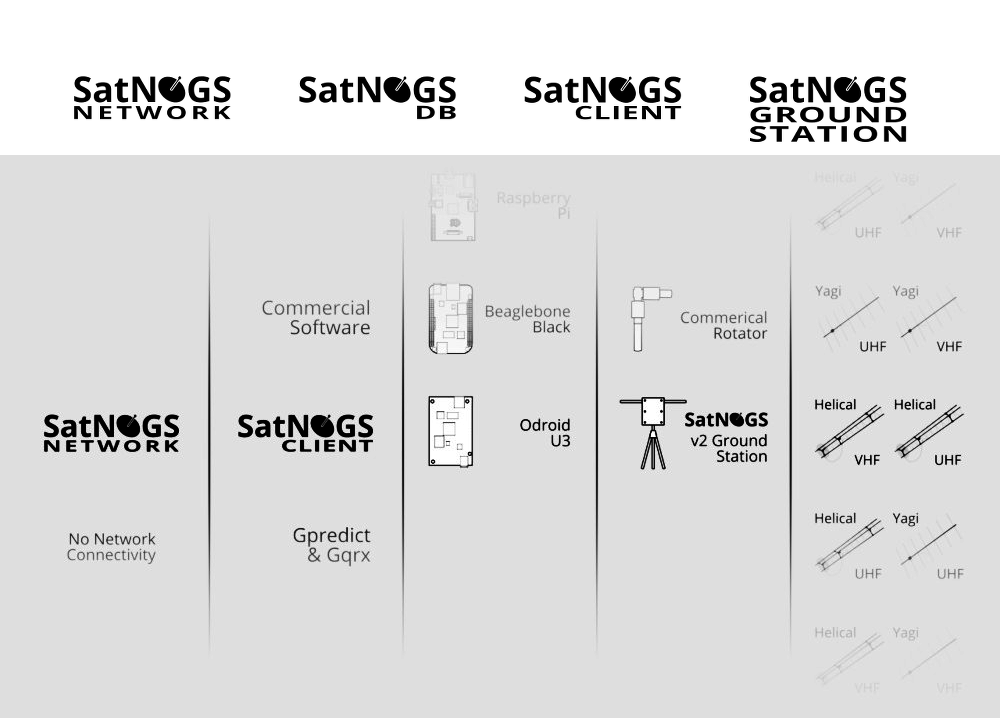 SatNOGS
NETWORK
SatNOGS
DB
SatNOGS
CLIENT
SatNOGS
GROUND
STATION
Raspberry
Pi
Helical
Yagi
UHF
VHF
Commercial
Software
Beaglebone
Black
Commerical
Rotator
Yagi
Yagi
UHF
VHF
SatNOGS
NETWORK
SatNOGS
CLIENT
Odroid
U3
SatNOGS
v2 Ground
Station
Helical
Helical
VHF
UHF
No Network
Connectivity
Gpredict
& Gqrx
Helical
Yagi
UHF
UHF
Helical
Yagi
VHF
UHF